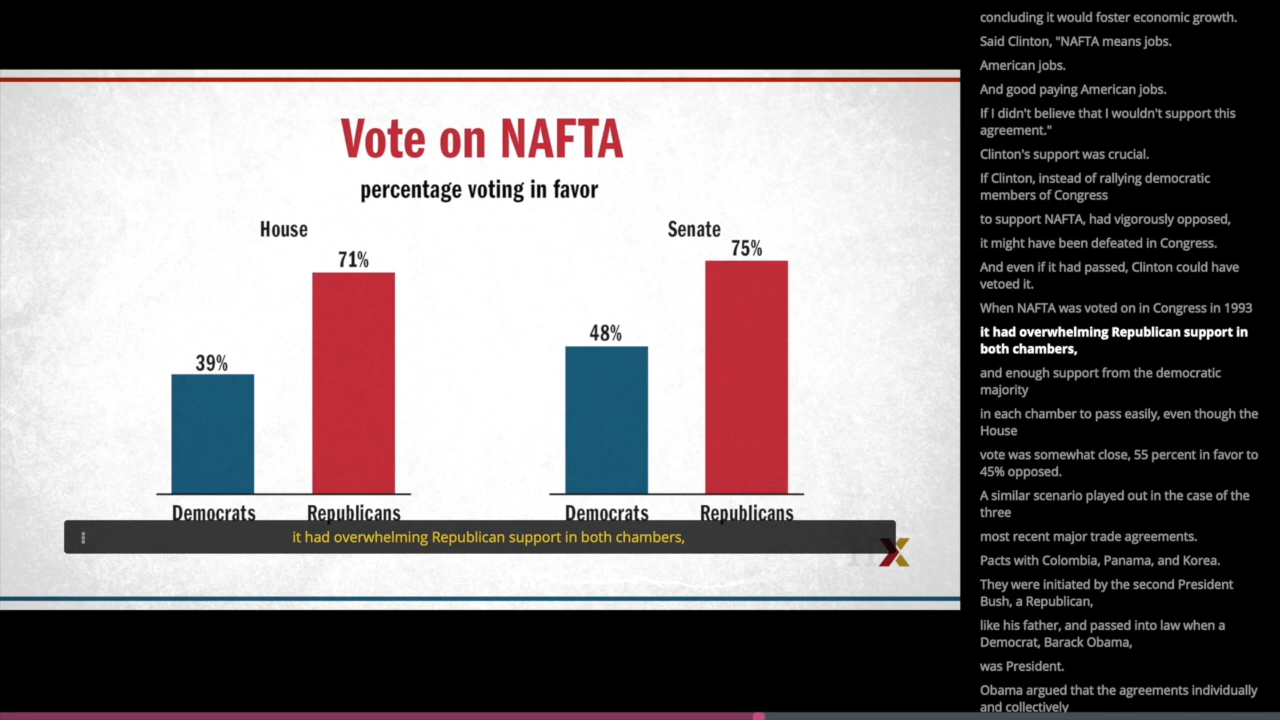 Vote on NAFTA
percentage voting in favor
House
Senate
39%
71%
48%
75%
Democrats
Republicans
Democrats
Republicans
it had overwhelming Republican support in both chambers,
X
concluding it would foster economic growth.
Said Clinton, "NAFTA means jobs.
American jobs.
And good paying American jobs.
If I didn't believe that I wouldn't support this
agreement."
Clinton's support was crucial.
If Clinton, instead of rallying democratic
members of Congress
to support NAFTA, had vigorously opposed,
it might have been defeated in Congress.
And even if it had passed, Clinton could have
vetoed it.
When NAFTA was voted on in Congress in 1993
it had overwhelming Republican support in
both chambers,
and enough support from the democratic
majority
in each chamber to pass easily, even though the
House
vote was somewhat close, 55 percent in favor to
45% opposed.
A similar scenario played out in the case of the
three
most recent major trade agreements.
Pacts with Colombia, Panama, and Korea.
They were initiated by the second President
Bush, a Republican,
like his father, and passed into law when a
Democrat, Barack Obama,
was President.
Obama argued that the agreements individually
and collectively